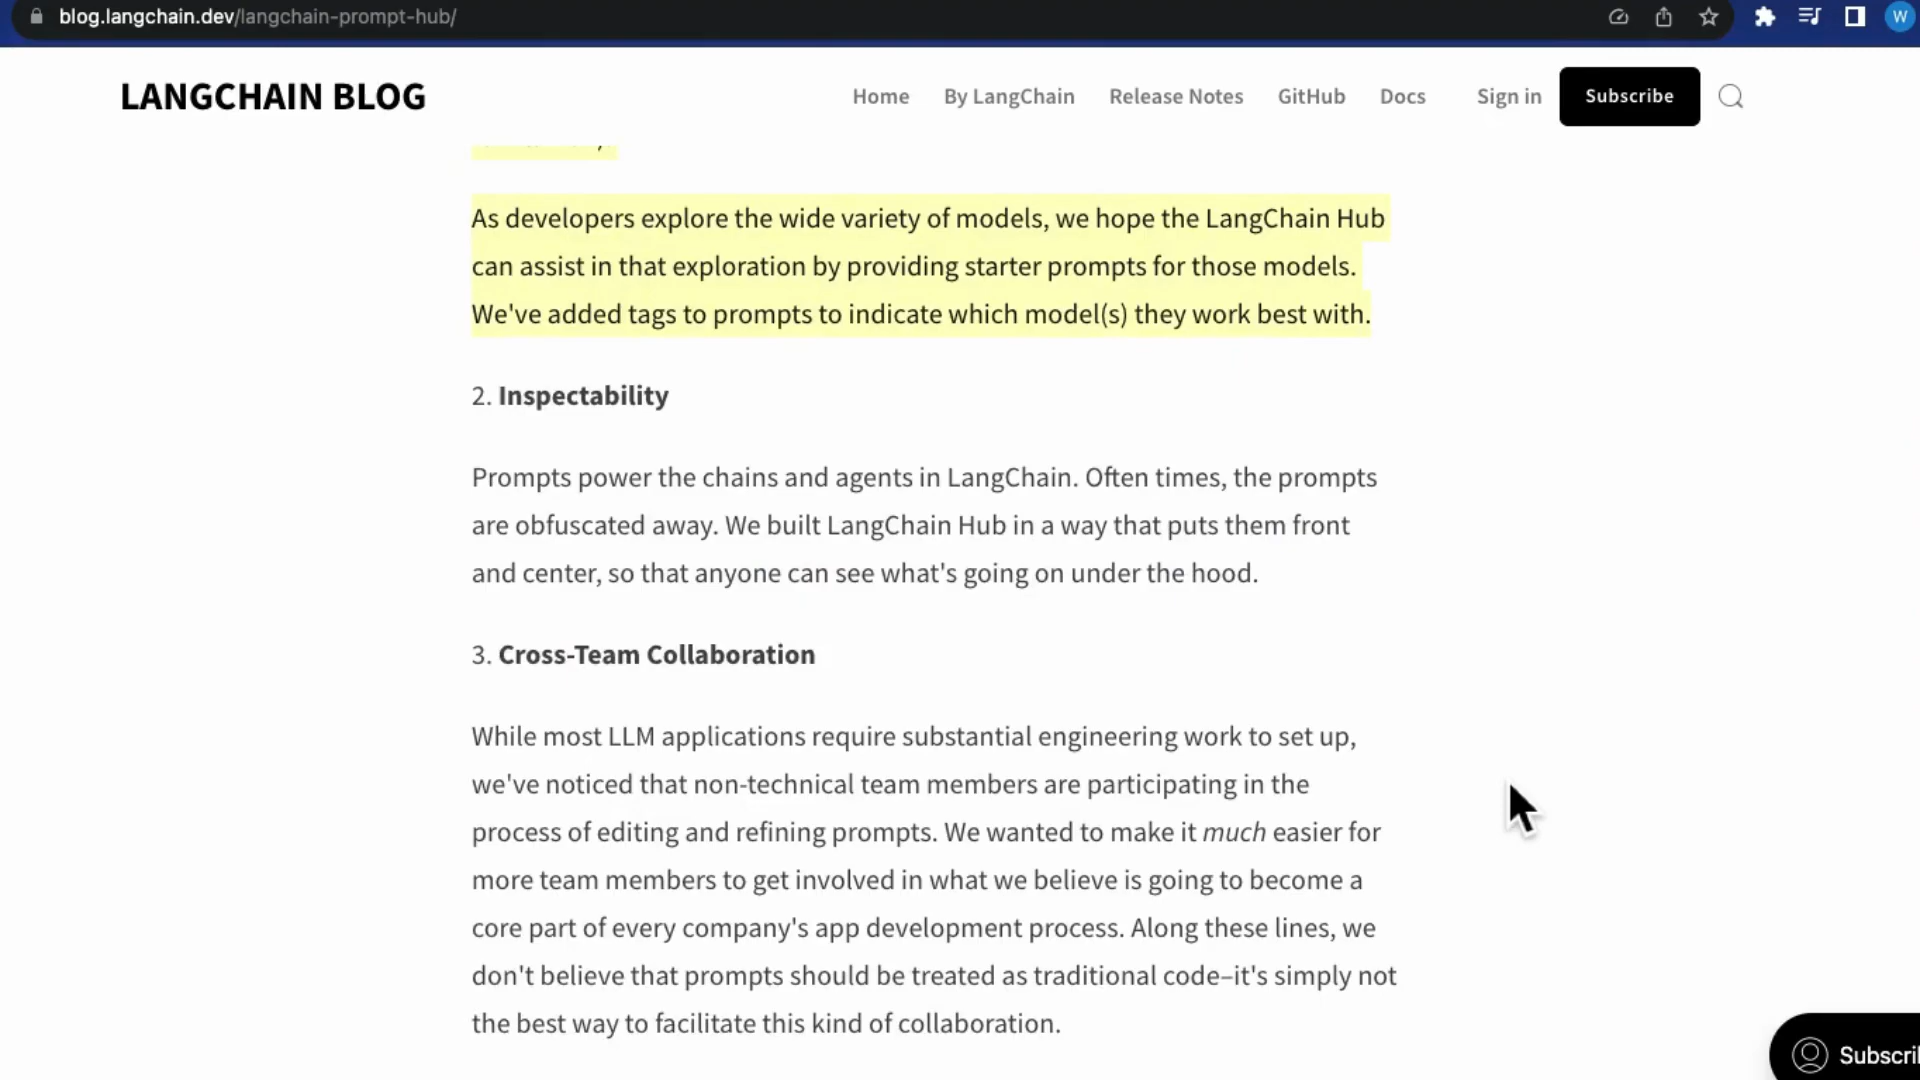 blog.langchain.dev/langchain-prompt-hub/
W
LANGCHAIN BLOG
Home
By LangChain
Release Notes
GitHub
Docs
Sign in
Subscribe
As developers explore the wide variety of models, we hope the LangChain Hub
can assist in that exploration by providing starter prompts for those models.
We've added tags to prompts to indicate which model(s) they work best with.
2. Inspectability
Prompts power the chains and agents in LangChain. Often times, the prompts
are obfuscated away. We built LangChain Hub in a way that puts them front
and center, so that anyone can see what's going on under the hood.
3. Cross-Team Collaboration
While most LLM applications require substantial engineering work to set up,
we've noticed that non-technical team members are participating in the
process of editing and refining prompts. We wanted to make it much easier for
more team members to get involved in what we believe is going to become a
core part of every company's app development process. Along these lines, we
don't believe that prompts should be treated as traditional code–it's simply not
the best way to facilitate this kind of collaboration.